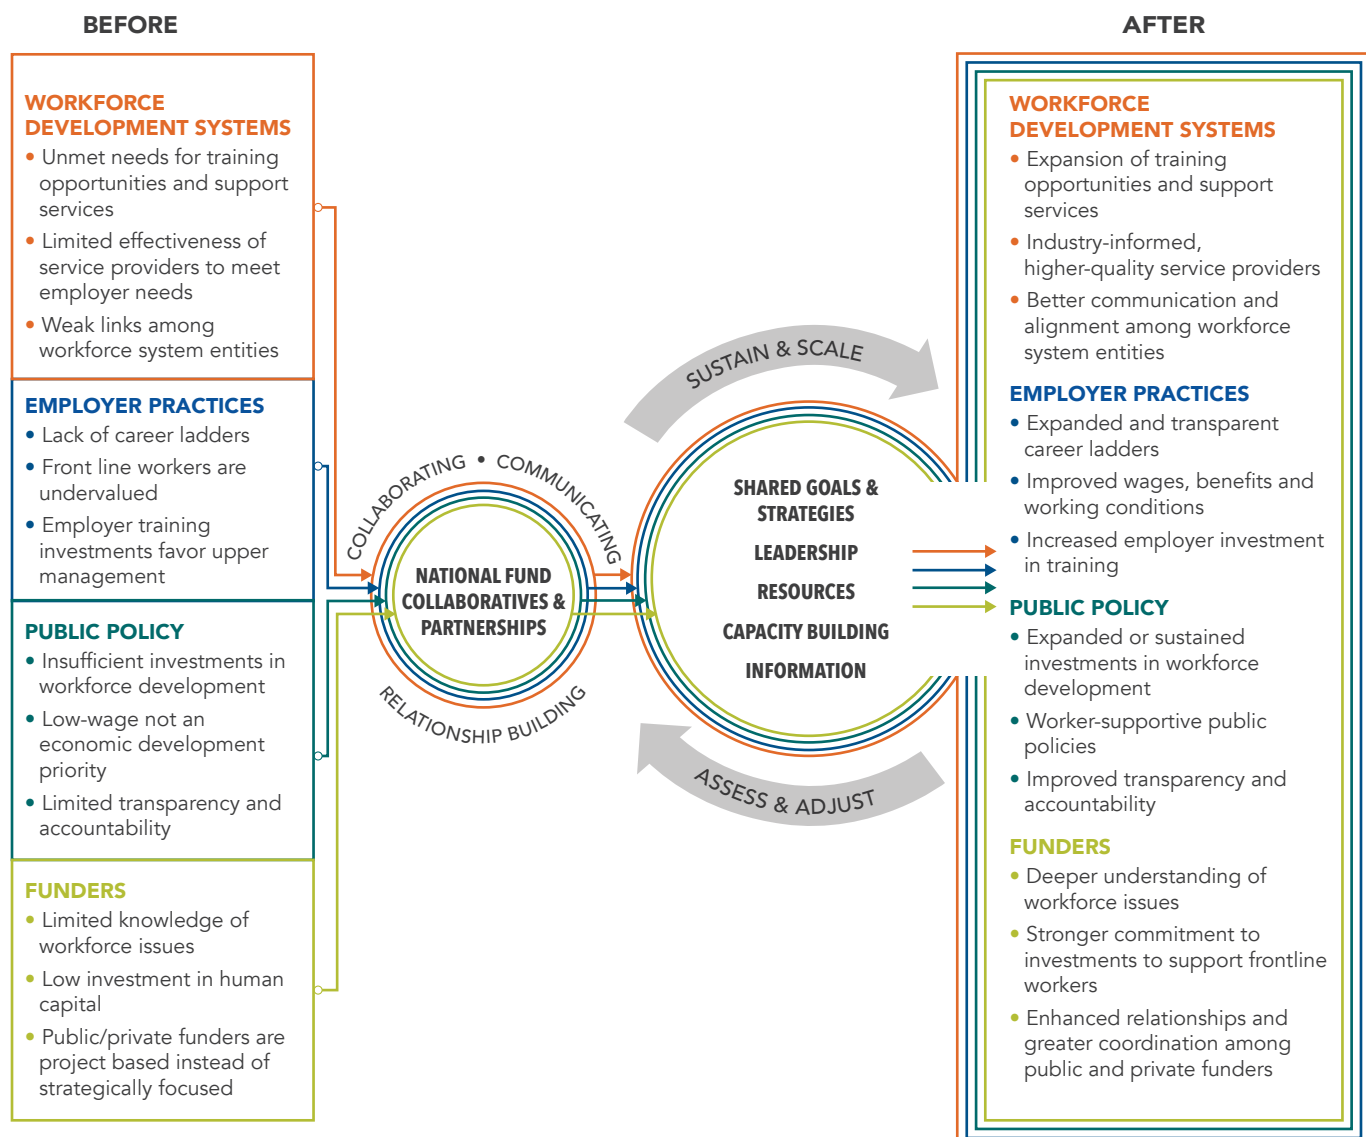 BEFORE
WORKFORCE
DEVELOPMENT SYSTEMS
• Unmet needs for training
opportunities and support
services
• Limited effectiveness of
service providers to meet
employer needs
• Weak links among
workforce system entities
EMPLOYER PRACTICES
• Lack of career ladders
• Front line workers are
undervalued
• Employer training
investments favor upper
management
PUBLIC POLICY
• Insufficient investments in
workforce development
• Low-wage not an
economic development
priority
• Limited transparency and
accountability
FUNDERS
• Limited knowledge of
workforce issues
• Low investment in human
capital
• Public/private funders are
project based instead of
strategically focused
COLLABORATING • COMMUNICATING
NATIONAL FUND
COLLABORATIVES &
PARTNERSHIPS
RELATIONSHIP BUILDING
SUSTAIN & SCALE
SHARED GOALS &
STRATEGIES
LEADERSHIP
RESOURCES
CAPACITY BUILDING
INFORMATION
ASSESS & ADJUST
AFTER
WORKFORCE
DEVELOPMENT SYSTEMS
• Expansion of training
opportunities and support
services
• Industry-informed,
higher-quality service providers
• Better communication and
alignment among workforce
system entities
EMPLOYER PRACTICES
• Expanded and transparent
career ladders
• Improved wages, benefits and
working conditions
• Increased employer investment
in training
PUBLIC POLICY
• Expanded or sustained
investments in workforce
development
• Worker-supportive public
policies
• Improved transparency and
accountability
FUNDERS
• Deeper understanding of
workforce issues
• Stronger commitment to
investments to support frontline
workers
• Enhanced relationships and
greater coordination among
public and private funders